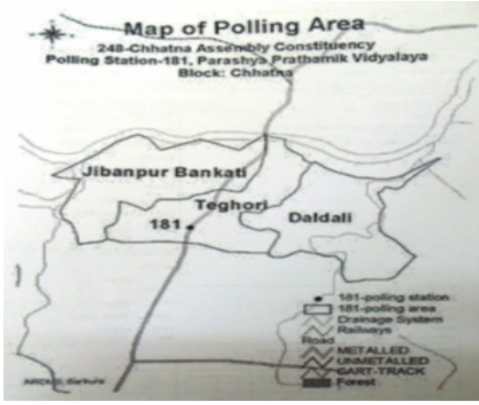 Map of Polling Area
248-Chhatna Assembly Constituency
Polling Station-181, Parashya Prathamik Vidyalaya
Block: Chhatna
Jibanpur Bankati
Teghori
Daldali
181
181-polling station
181-polling area
Drainage System
Railways
Road
METALLED
UNMETALLED
CART-TRACK
Forest